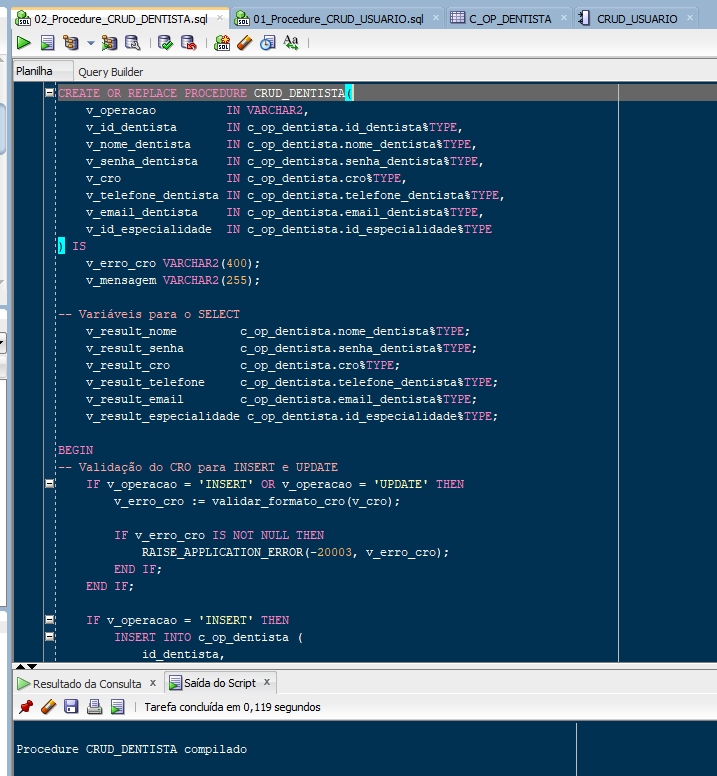 02_Procedure_CRUD_DENTISTA.sql × 01_Procedure_CRUD_USUARIO.sql × C_OP_DENTISTA × CRUD_USUARIO ×
Planilha Query Builder
CREATE OR REPLACE PROCEDURE CRUD_DENTISTA(
v_operacao IN VARCHAR2,
v_id_dentista IN c_op_dentista.id_dentista%TYPE,
v_nome_dentista IN c_op_dentista.nome_dentista%TYPE,
v_senha_dentista IN c_op_dentista.senha_dentista%TYPE,
v_cro IN c_op_dentista.cro%TYPE,
v_telefone_dentista IN c_op_dentista.telefone_dentista%TYPE,
v_email_dentista IN c_op_dentista.email_dentista%TYPE,
v_id_especialidade IN c_op_dentista.id_especialidade%TYPE
) IS
v_erro_cro VARCHAR2(400);
v_mensagem VARCHAR2(255);
-- Variáveis para o SELECT
v_result_nome c_op_dentista.nome_dentista%TYPE;
v_result_senha c_op_dentista.senha_dentista%TYPE;
v_result_cro c_op_dentista.cro%TYPE;
v_result_telefone c_op_dentista.telefone_dentista%TYPE;
v_result_email c_op_dentista.email_dentista%TYPE;
v_result_especialidade c_op_dentista.id_especialidade%TYPE;
BEGIN
-- Validação do CRO para INSERT e UPDATE
IF v_operacao = 'INSERT' OR v_operacao = 'UPDATE' THEN
v_erro_cro := validar_formato_cro(v_cro);
IF v_erro_cro IS NOT NULL THEN
RAISE_APPLICATION_ERROR(-20003, v_erro_cro);
END IF;
END IF;
IF v_operacao = 'INSERT' THEN
INSERT INTO c_op_dentista (
id_dentista,
Resultado da Consulta × Saída do Script ×
Tarefa concluída em 0,119 segundos
Procedure CRUD_DENTISTA compilado